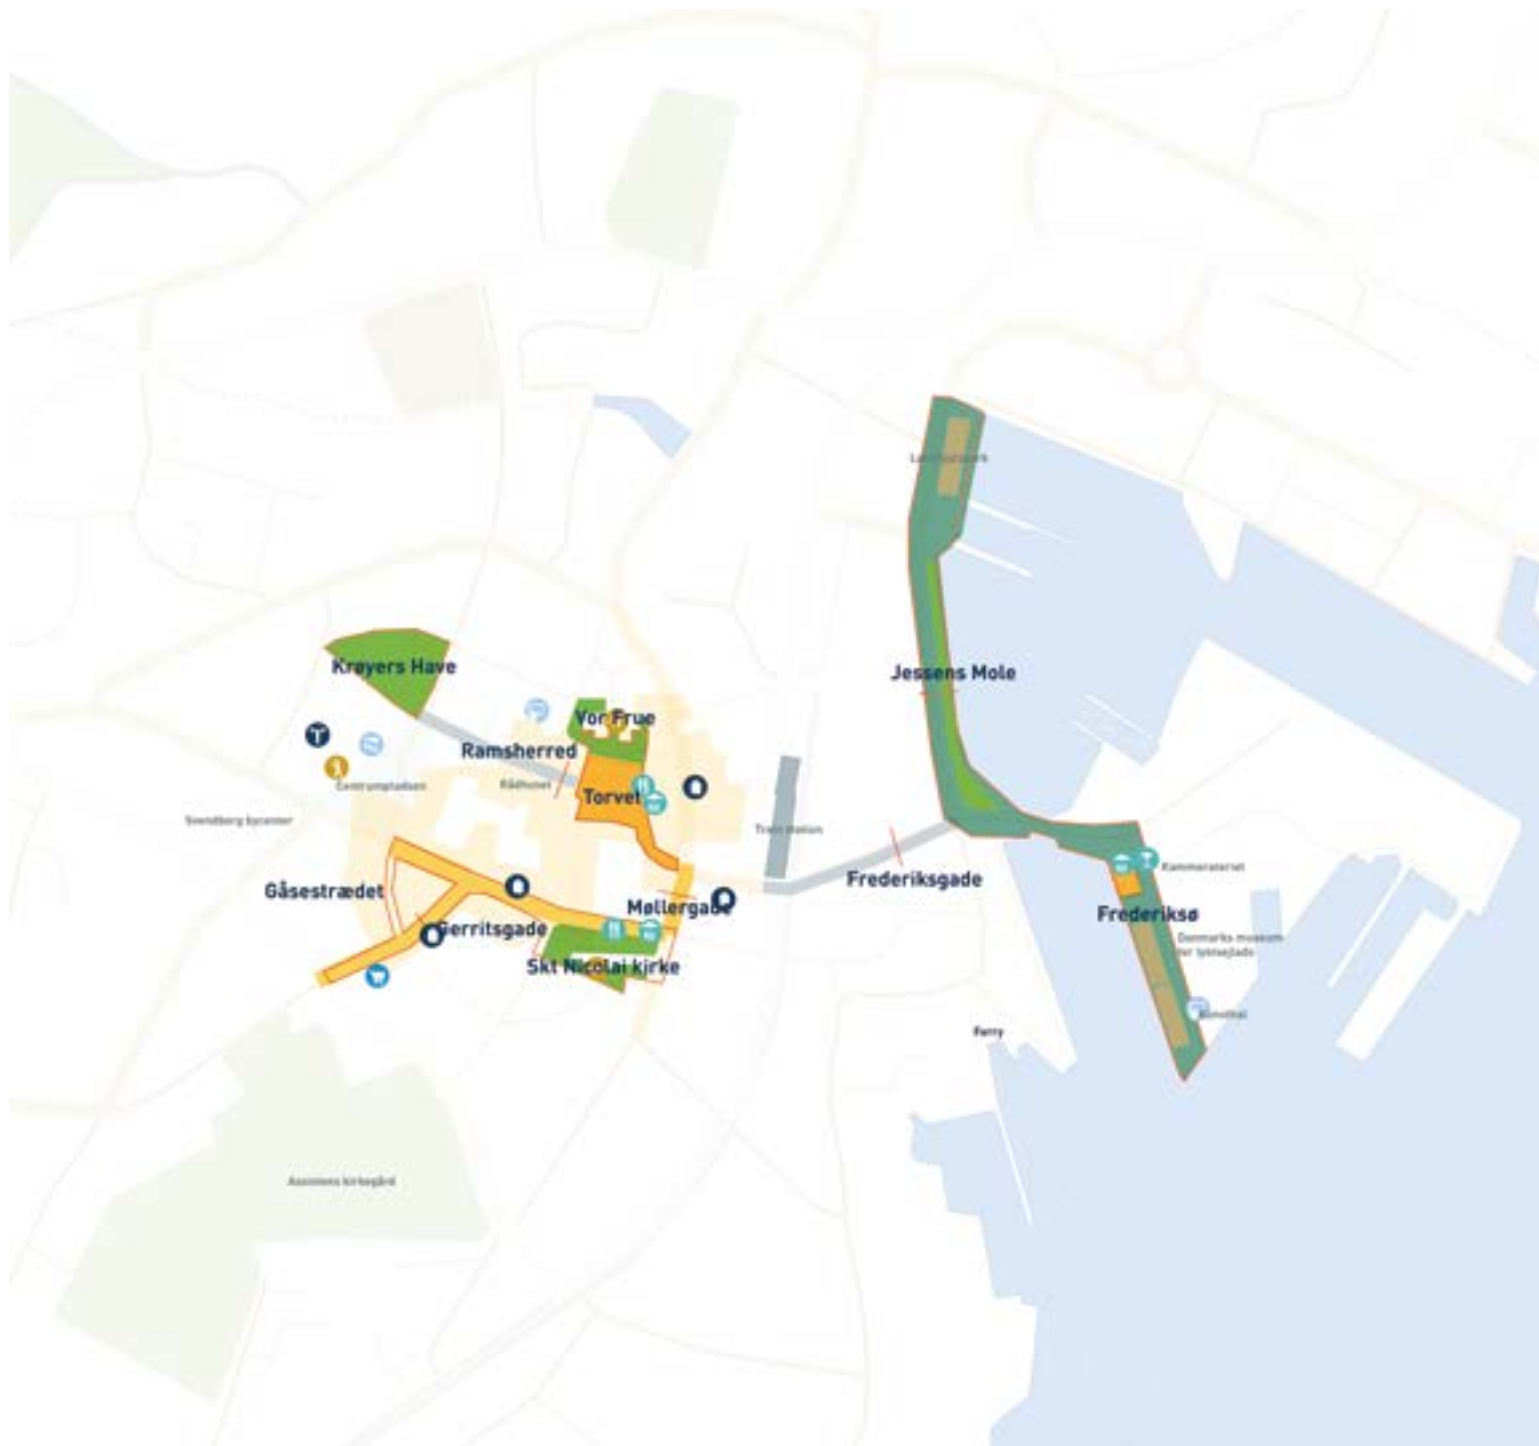 Jessens Mole
Krøyers Have
Vor Frue
Ramsherred
Rådhuset
Centrumpladsen
Torvet
Svendborg bycenter
Train station
Kammerateriet
Frederiksgade
Gåsestrædet
Møllergade
Frederiksø
Gerritsgade
Danmarks museum
for lystsejlads
Skt Nicolai kirke
Ferry
Assistens kirkegård